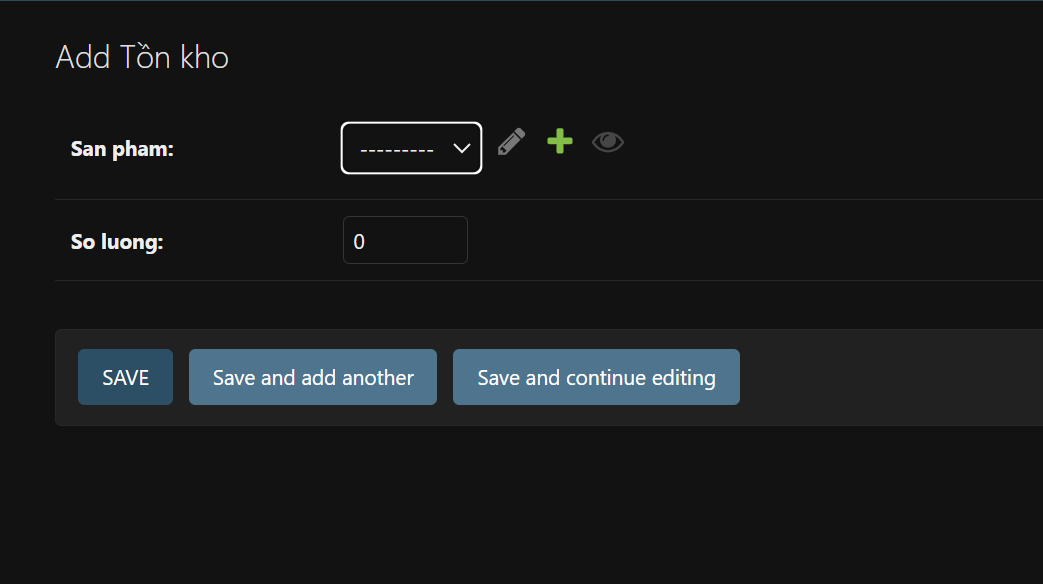 Add Tồn kho
San pham: ---------
So luong: 0
SAVE Save and add another Save and continue editing